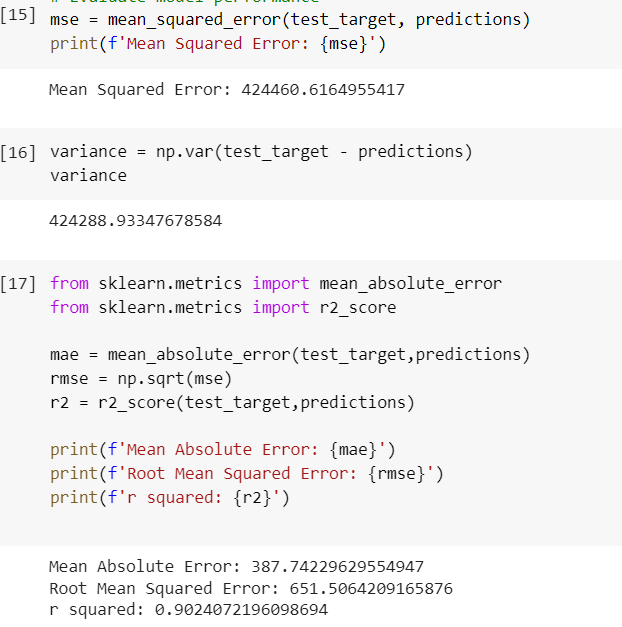 # Evaluate model performance
[15] mse = mean_squared_error(test_target, predictions)
print(f'Mean Squared Error: {mse}')
Mean Squared Error: 424460.6164955417
[16] variance = np.var(test_target - predictions)
variance
424288.93347678584
[17] from sklearn.metrics import mean_absolute_error
from sklearn.metrics import r2_score
mae = mean_absolute_error(test_target,predictions)
rmse = np.sqrt(mse)
r2 = r2_score(test_target,predictions)
print(f'Mean Absolute Error: {mae}')
print(f'Root Mean Squared Error: {rmse}')
print(f'r squared: {r2}')
Mean Absolute Error: 387.74229629554947
Root Mean Squared Error: 651.5064209165876
r squared: 0.9024072196098694